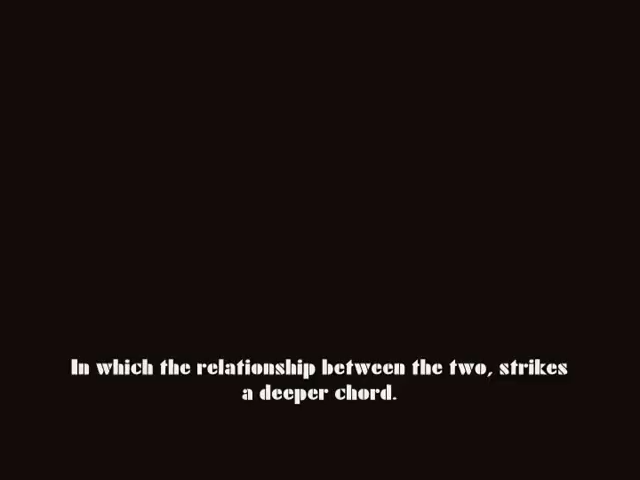 In which the relationship between the two, strikes
a deeper chord.